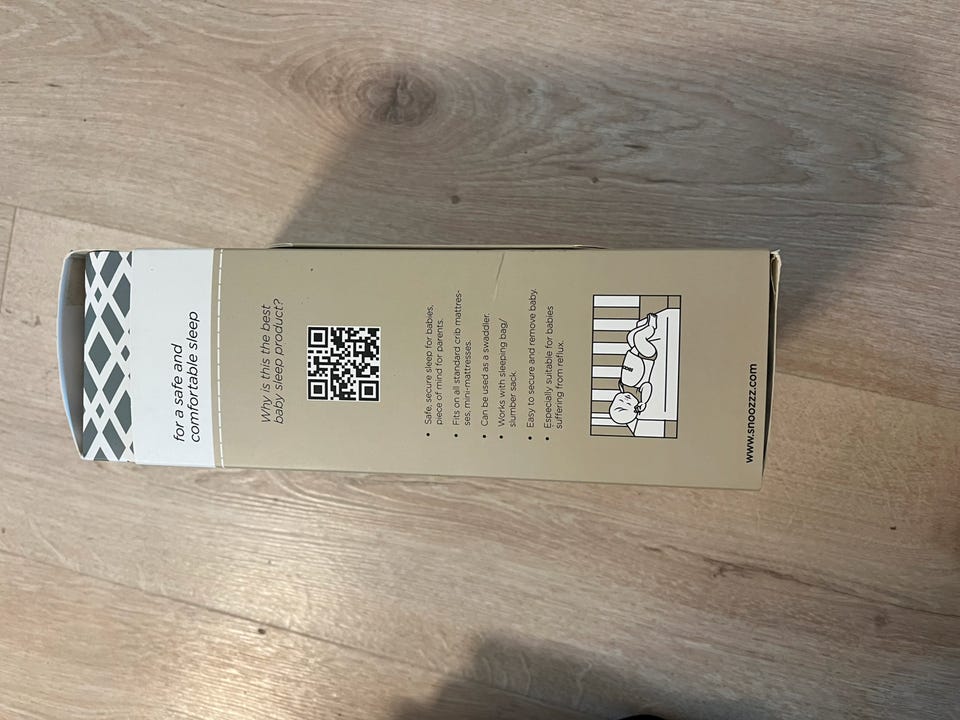 for a safe and
comfortable sleep
Why is this the best
baby sleep product?
• Safe, secure sleep for babies,
piece of mind for parents.
• Fits on all standard crib mattres-
ses, mini-mattresses.
• Can be used as a swaddler.
• Works with sleeping bag/
slumber sack.
• Easy to secure and remove baby.
• Especially suitable for babies
suffering from reflux.
www.snoozzz.com